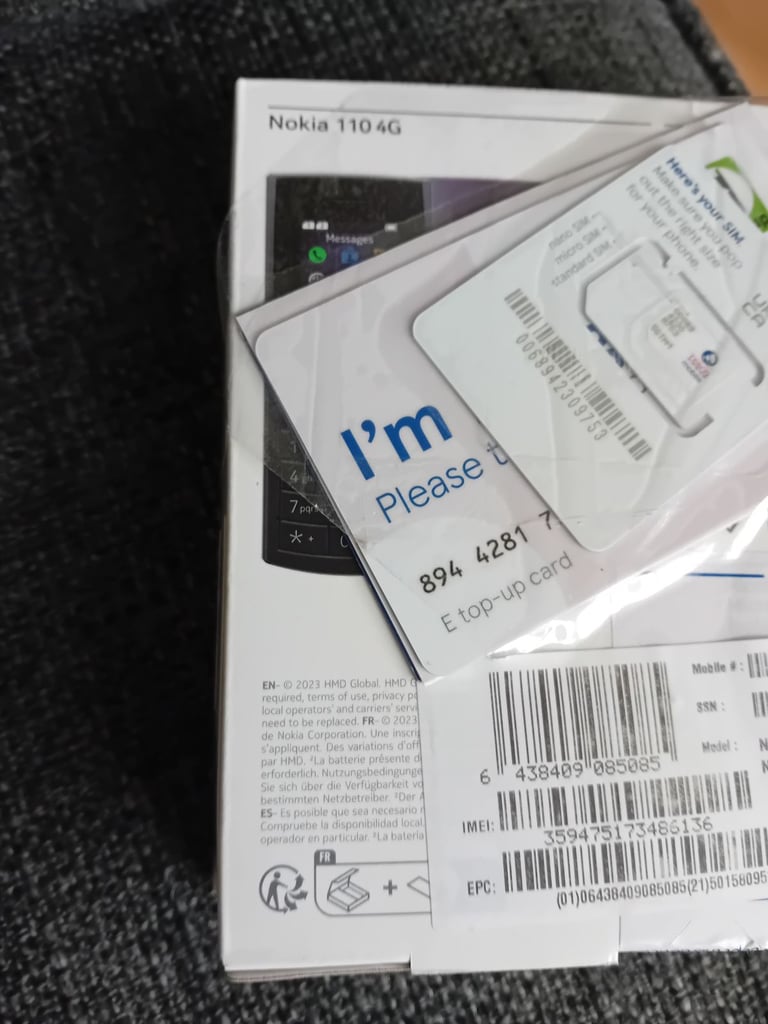 Nokia 110 4G
Messages
Here's your SIM.
Make sure you pop
out the right size
for your phone.
nano SIM
micro SIM
standard SIM
0068942309753
I'm
Please
894 4281 7
E top-up card
4
7pqrs
* +
EN- © 2023 HMD Global. HMD G
required, terms of use, privacy po
local operators' and carriers' servi
need to be replaced. FR- © 2023
de Nokia Corporation. Une inscri
s'appliquent. Des variations d'off
par HMD. ²La batterie présente d
erforderlich. Nutzungsbedingunge
Sie sich über die Verfügbarkeit vo
bestimmten Netzbetreiber. ²Der A
ES- Es posible que sea necesario r
Compruebe la disponibilidad local.
operador en particular. ²La batería
FR
+
Mobile # :
SSN :
Model : N
6 438409 085085
IMEI:
359475173486136
EPC:
(01)06438409085085(21)50158095